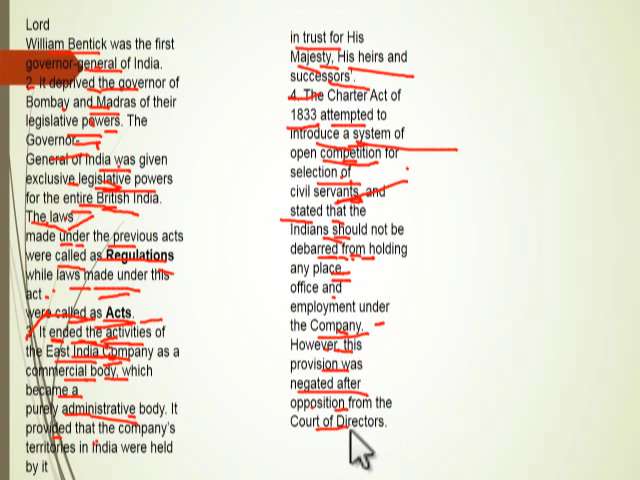 Lord
William Bentick was the first
governor-general of India.
2. It deprived the governor of
Bombay and Madras of their
legislative powers. The
Governor-
General of India was given
exclusive legislative powers
for the entire British India.
The laws
made under the previous acts
were called as Regulations
while laws made under this
act
were called as Acts.
3. It ended the activities of
the East India Company as a
commercial body, which
became a
purely administrative body. It
provided that the company's
territories in India were held
by it
in trust for His
Majesty, His heirs and
successors'.
4. The Charter Act of
1833 attempted to
introduce a system of
open competition for
selection of
civil servants, and
stated that the
Indians should not be
debarred from holding
any place,
office and
employment under
the Company.
However, this
provision was
negated after
opposition from the
Court of Directors.